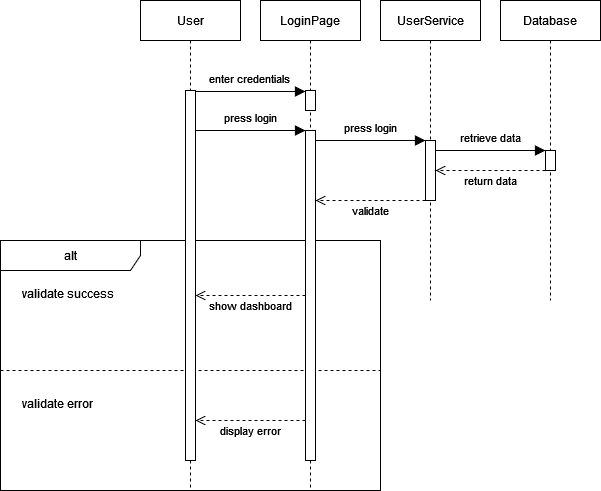 User
LoginPage
UserService
Database
enter credentials
press login
press login
retrieve data
return data
validate
alt
validate success
show dashboard
validate error
display error